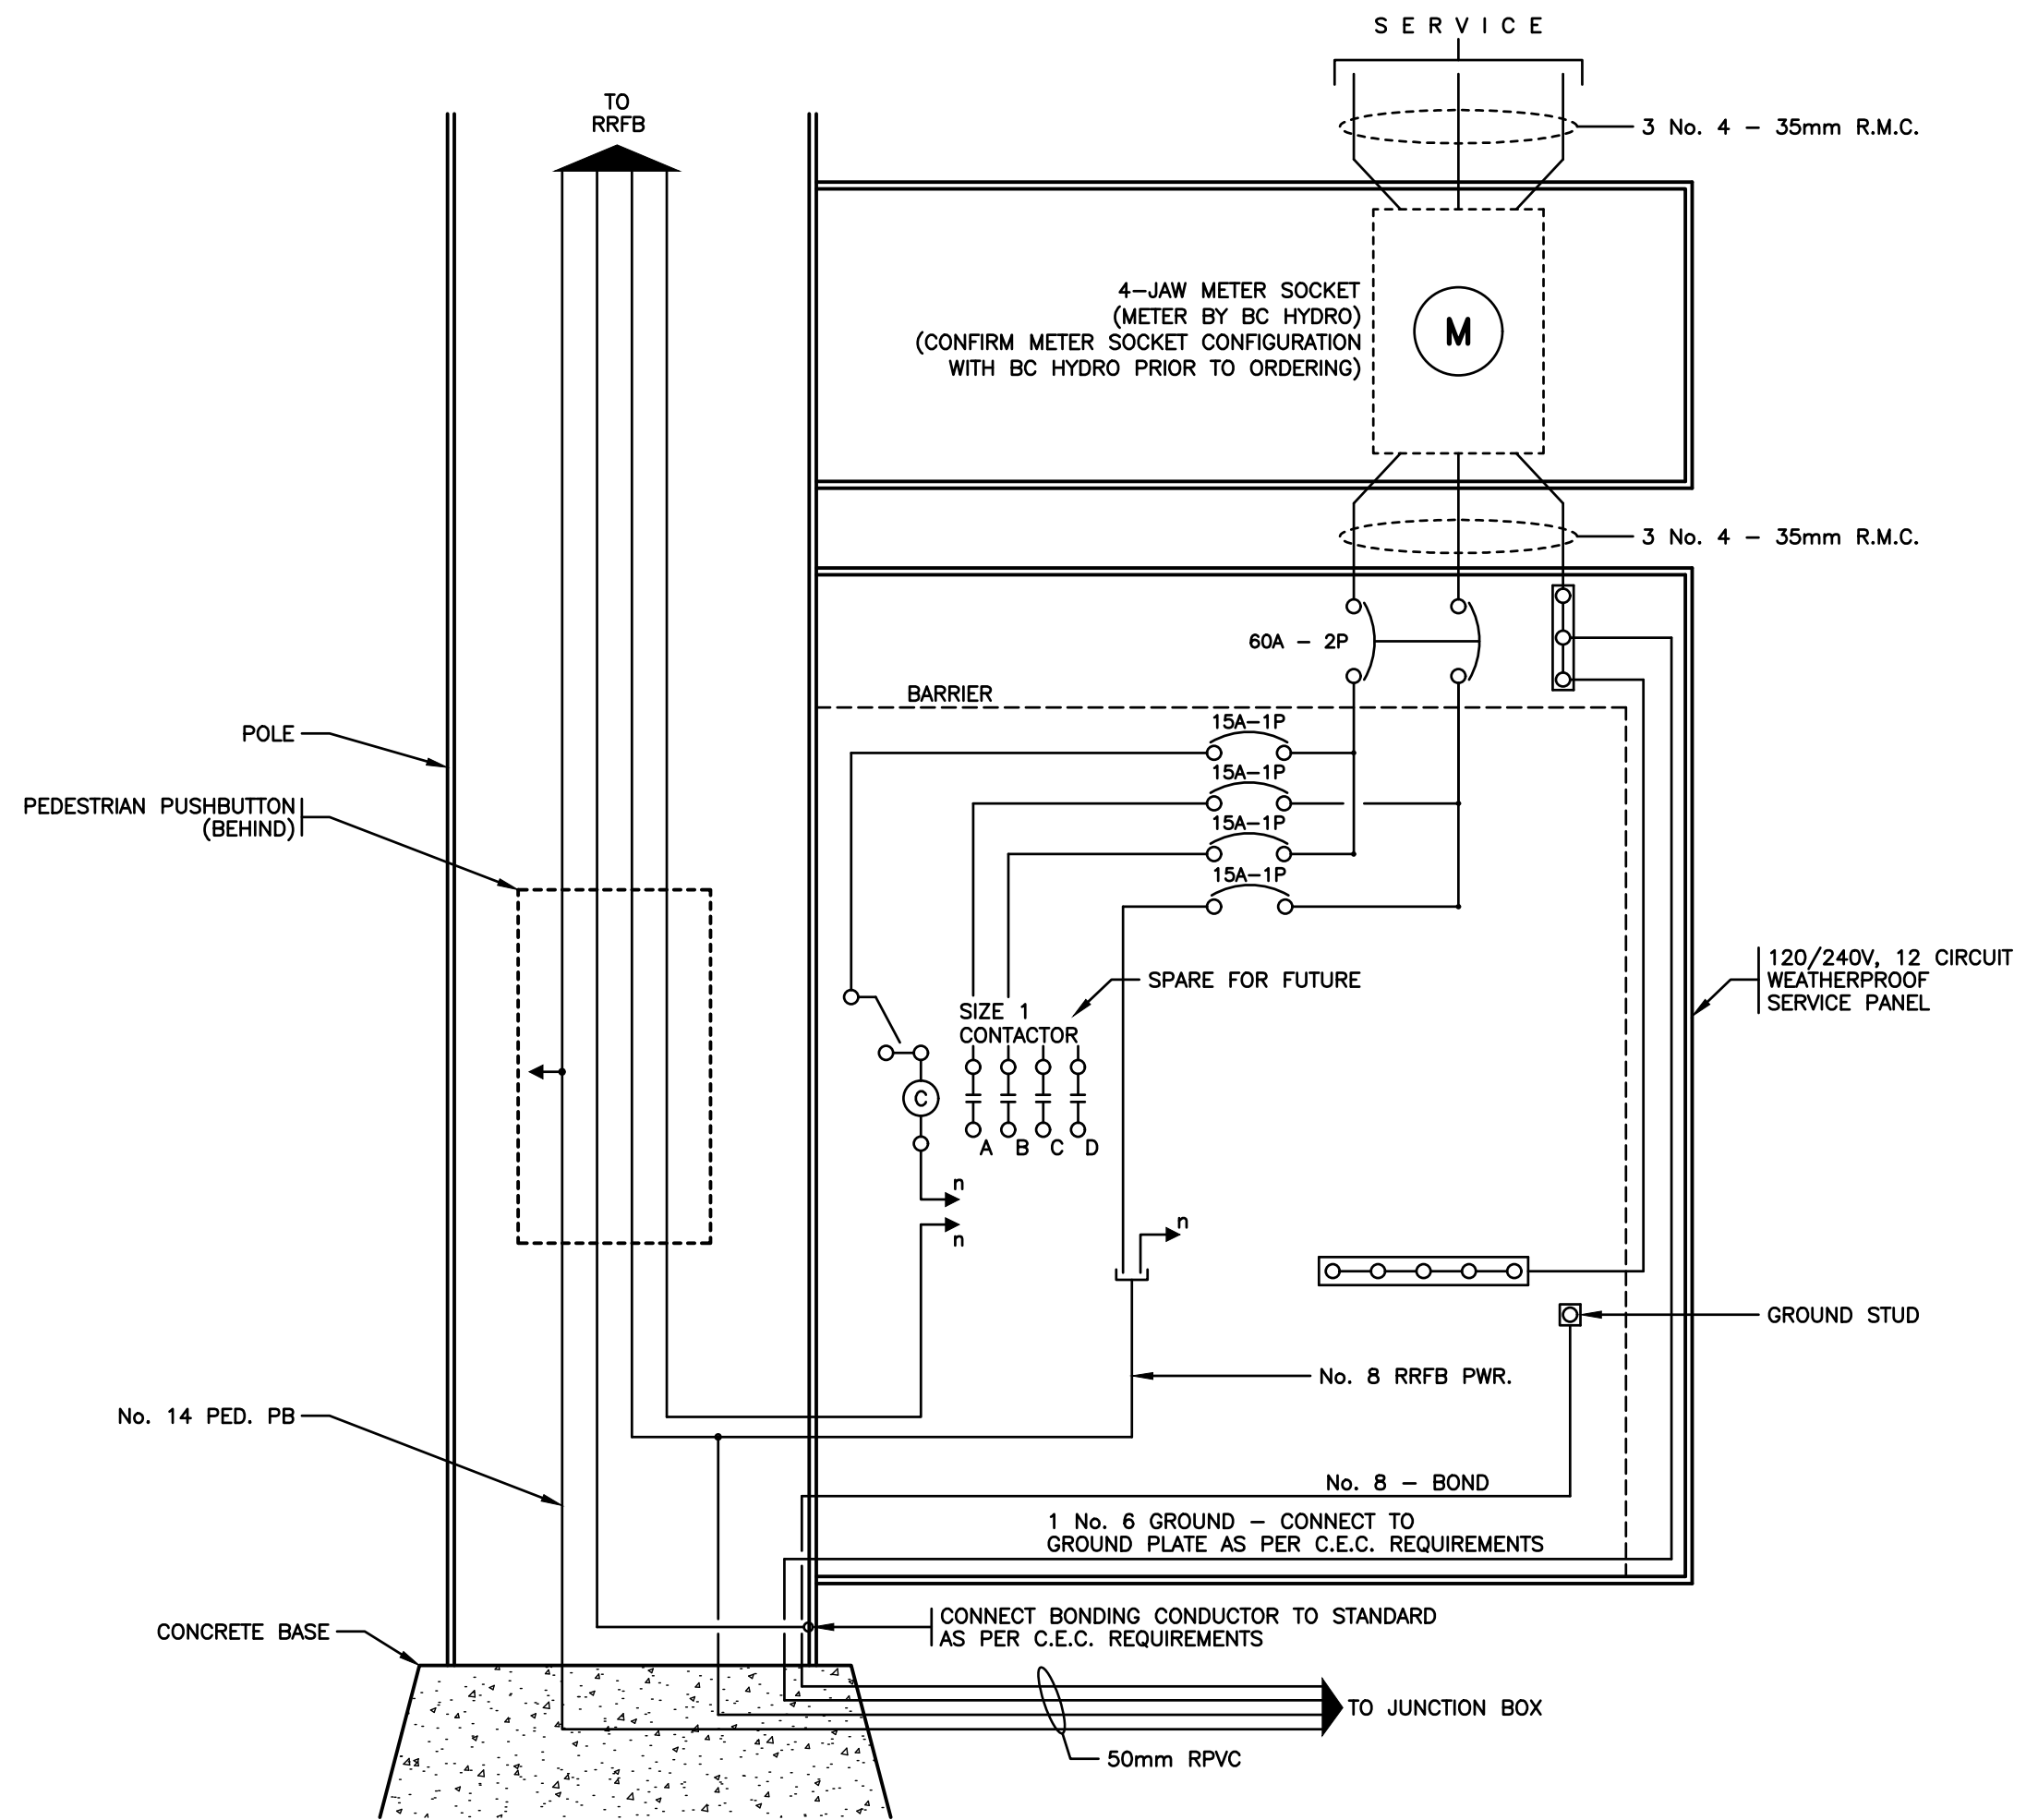 S E R V I C E
TO
RRFB
3 No. 4 - 35mm R.M.C.
4-JAW METER SOCKET
(METER BY BC HYDRO)
(CONFIRM METER SOCKET CONFIGURATION
WITH BC HYDRO PRIOR TO ORDERING)
M
3 No. 4 - 35mm R.M.C.
60A - 2P
BARRIER
15A-1P
15A-1P
15A-1P
15A-1P
POLE
PEDESTRIAN PUSHBUTTON
(BEHIND)
SPARE FOR FUTURE
120/240V, 12 CIRCUIT
WEATHERPROOF
SERVICE PANEL
SIZE 1
CONTACTOR
C
A B C D
n
n
n
GROUND STUD
No. 8 RRFB PWR.
No. 14 PED. PB
No. 8 - BOND
1 No. 6 GROUND - CONNECT TO
GROUND PLATE AS PER C.E.C. REQUIREMENTS
CONCRETE BASE
CONNECT BONDING CONDUCTOR TO STANDARD
AS PER C.E.C. REQUIREMENTS
TO JUNCTION BOX
50mm RPVC